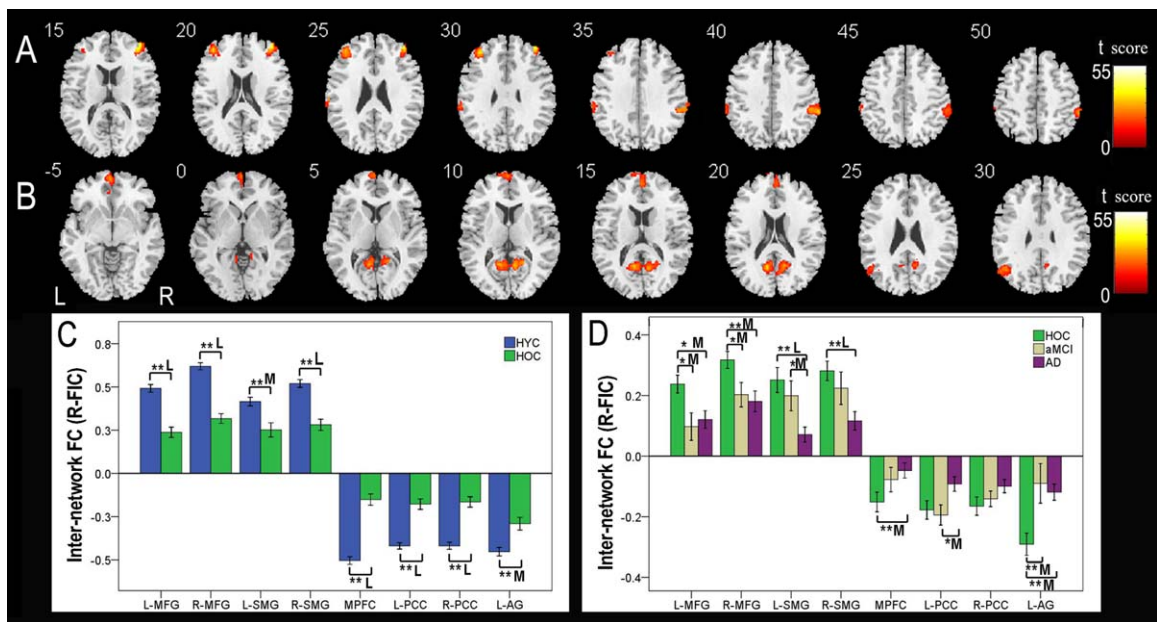 A
15 20 25 30 35 40 45 50
t score
55
0
B
-5 0 5 10 15 20 25 30
t score
55
0
L R
C
HYC
HOC
Inter-network FC (R-FIC)
0.8
0.5
0.3
0.0
-0.3
-0.5
**L **L **M **L
**L **L **L **M
L-MFG R-MFG L-SMG R-SMG MPFC L-PCC R-PCC L-AG
D
HOC
aMCI
AD
Inter-network FC (R-FIC)
0.4
0.2
0.0
-0.2
-0.4
* M **M **L **L
*M *M *M
**M *M **M
**M
L-MFG R-MFG L-SMG R-SMG MPFC L-PCC R-PCC L-AG